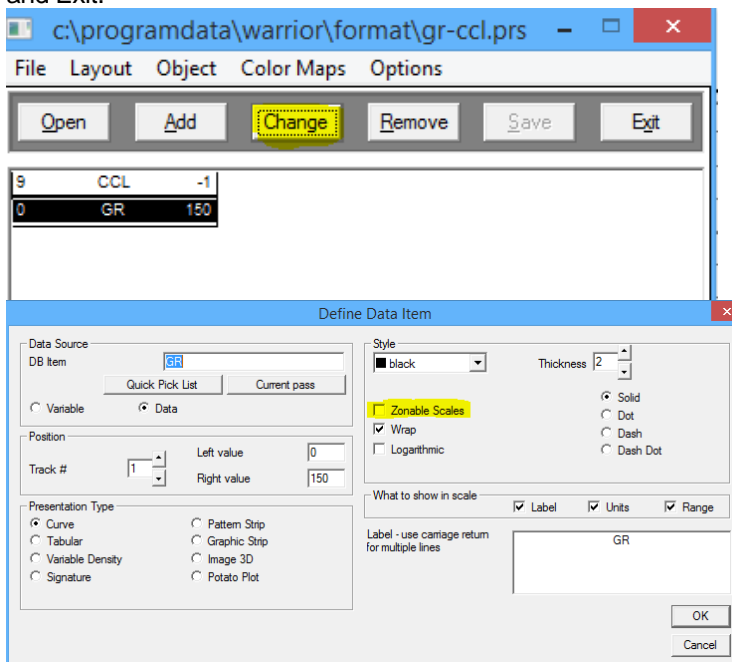 and Exit.
c:\programdata\warrior\format\gr-ccl.prs
File Layout Object Color Maps Options
Open Add Change Remove Save Exit
9 CCL -1
0 GR 150
Define Data Item
Data Source
DB Item GR
Quick Pick List Current pass
Variable Data
Position
Track # 1 Left value 0
Right value 150
Presentation Type
Curve Pattern Strip
Tabular Graphic Strip
Variable Density Image 3D
Signature Potato Plot
Style
black Thickness 2
Zonable Scales
Wrap
Logarithmic
Solid
Dot
Dash
Dash Dot
What to show in scale
Label Units Range
Label - use carriage return
for multiple lines
GR
OK
Cancel